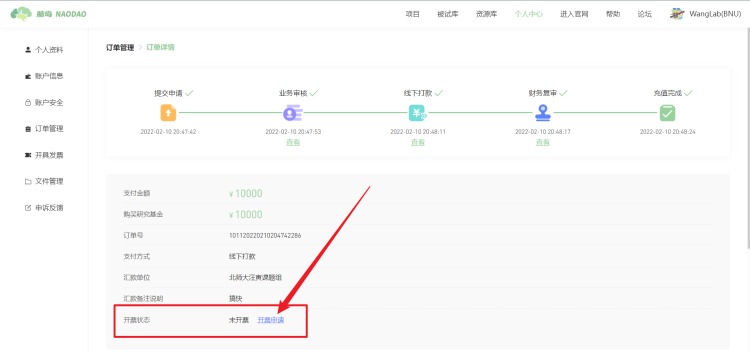 脑岛 NAODAO
项目 被试库 资源库 个人中心 进入官网 帮助 论坛 WangLab(BNU)
个人资料
账户信息
账户安全
订单管理
开具发票
文件管理
申诉反馈
订单管理 > 订单详情
提交申请 业务审核 线下打款 财务复审 充值完成
2022-02-10 20:47:42 2022-02-10 20:47:53 2022-02-10 20:48:11 2022-02-10 20:48:17 2022-02-10 20:48:24
查看 查看 查看
支付金额 ¥ 10000
购买研究基金 ¥ 10000
订单号 101120220210204742286
支付方式 线下打款
汇款单位 北师大汪寅课题组
汇款备注说明 搞快
开票状态 未开票 开票申请